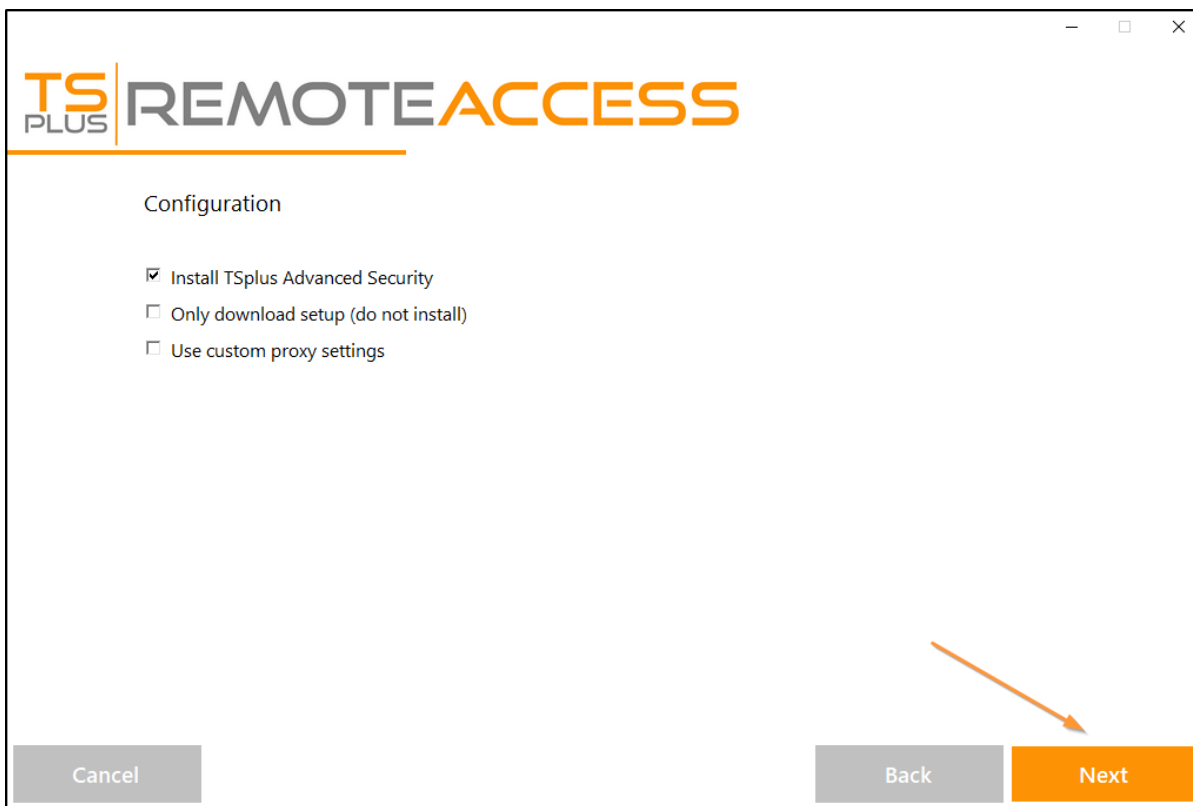 TS PLUS REMOTEACCESS
Configuration
Install TSplus Advanced Security
Only download setup (do not install)
Use custom proxy settings
Cancel
Back
Next